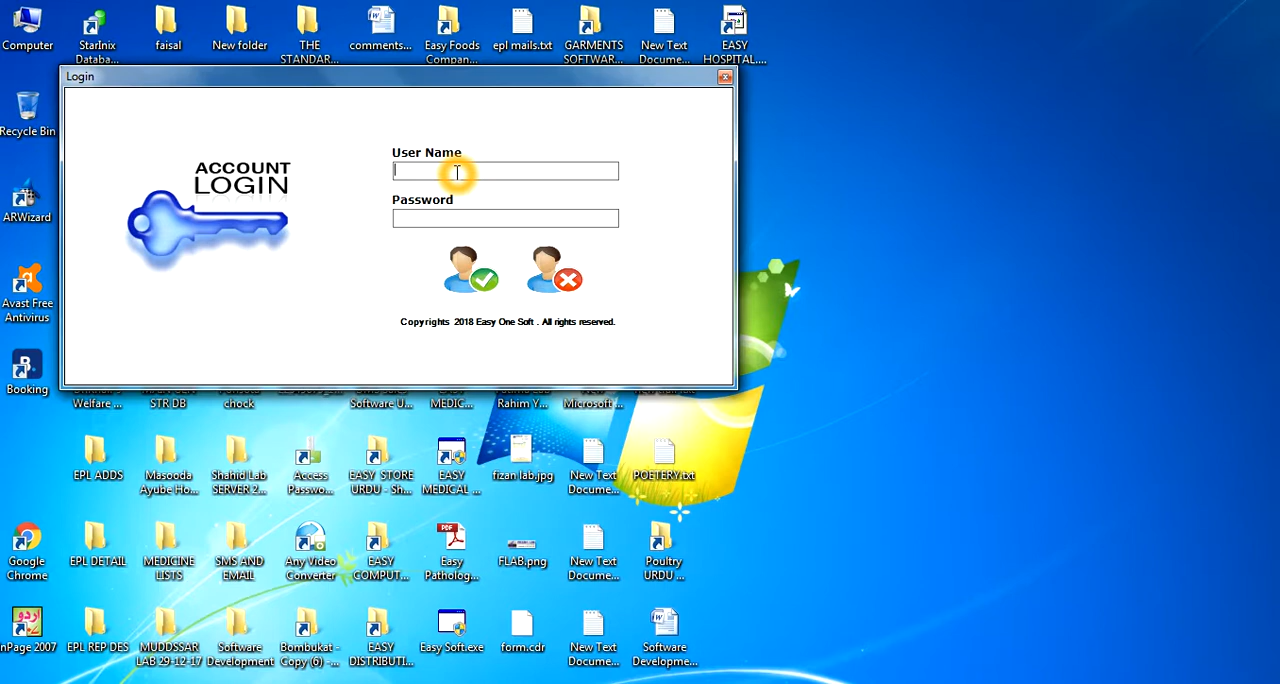 Computer
StarInix
Databa...
faisal
New folder
THE
STANDAR...
comments...
Easy Foods
Compan...
epl mails.txt
GARMENTS
SOFTWAR...
New Text
Docume...
EASY
HOSPITAL....
Login
Recycle Bin
ARWizard
Avast Free
Antivirus
Booking
ACCOUNT
LOGIN
User Name
Password
Copyrights 2018 Easy One Soft . All rights reserved.
Welfare ...
STR DB
chock
Software U...
MEDIC...
Rahim Y...
Microsoft ...
EPL ADDS
Masooda
Ayube Ho...
Shahid Lab
SERVER 2...
Access
Passwo...
EASY STORE
URDU - Sh...
EASY
MEDICAL ...
fizan lab.jpg
New Text
Docume...
POETERY.txt
Google
Chrome
EPL DETAIL
MEDICINE
LISTS
SMS AND
EMAIL
Any Video
Converter
EASY
COMPUT...
PDF
Easy
Patholog...
FLAB.png
New Text
Docume...
Poultry
URDU ...
اردو
nPage 2007
EPL REP DES
MUDDSSAR
LAB 29-12-17
Software
Development
Bombukat -
Copy (6) -...
EASY
DISTRIBUTI...
Easy Soft.exe
form.cdr
New Text
Docume...
Software
Developme...